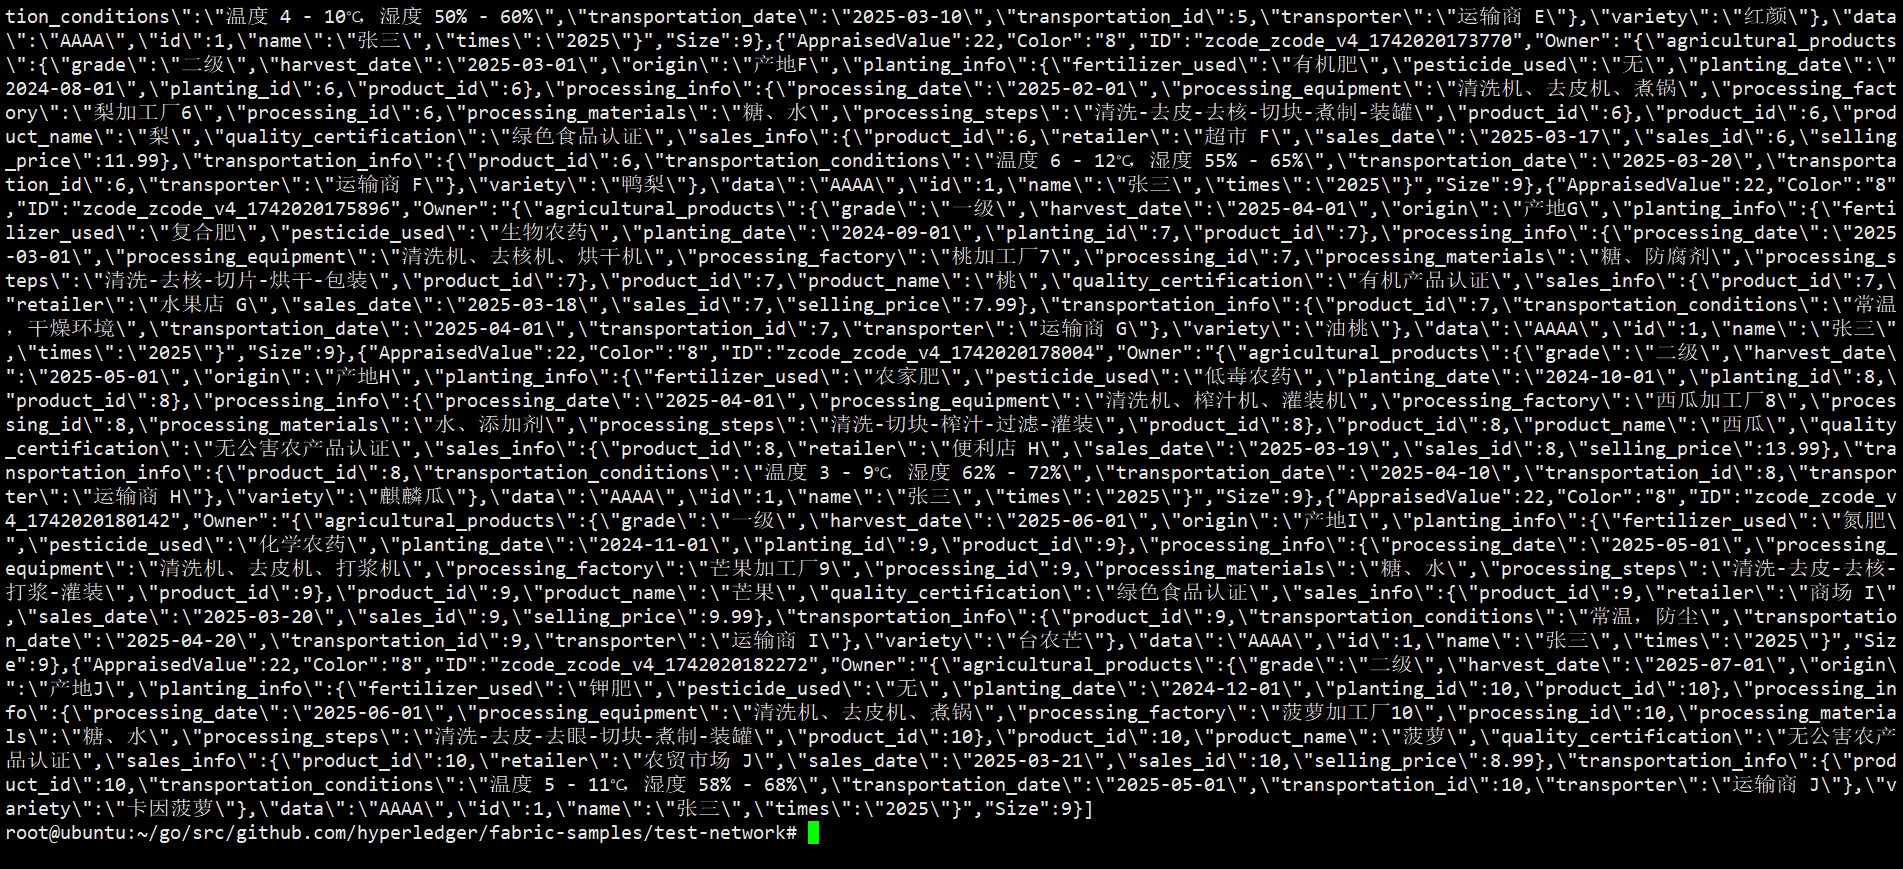 tion_conditions\":\"温度 4 - 10℃, 湿度 50% - 60%\",\"transportation_date\":\"2025-03-10\",\"transportation_id\":5,\"transporter\":\"运输商 E\"},\"variety\":\"红颜\"},\"data
\":\"AAAA\",\"id\":1,\"name\":\"张三\",\"times\":\"2025\"}","Size":9},{"AppraisedValue":22,"Color":"8","ID":"zcode_zcode_v4_1742020173770","Owner":"{\"agricultural_products
\":{\"grade\":\"二级\",\"harvest_date\":\"2025-03-01\",\"origin\":\"产地F\",\"planting_info\":{\"fertilizer_used\":\"有机肥\",\"pesticide_used\":\"无\",\"planting_date\":\"
2024-08-01\",\"planting_id\":6,\"product_id\":6},\"processing_info\":{\"processing_date\":\"2025-02-01\",\"processing_equipment\":\"清洗机、去皮机、煮锅\",\"processing_fact
ory\":\"梨加工厂6\",\"processing_id\":6,\"processing_materials\":\"糖、水\",\"processing_steps\":\"清洗-去皮-去核-切块-煮制-装罐\",\"product_id\":6},\"product_id\":6,\"prod
uct_name\":\"梨\",\"quality_certification\":\"绿色食品认证\",\"sales_info\":{\"product_id\":6,\"retailer\":\"超市 F\",\"sales_date\":\"2025-03-17\",\"sales_id\":6,\"selling
_price\":11.99},\"transportation_info\":{\"product_id\":6,\"transportation_conditions\":\"温度 6 - 12℃, 湿度 55% - 65%\",\"transportation_date\":\"2025-03-20\",\"transporta
tion_id\":6,\"transporter\":\"运输商 F\"},\"variety\":\"鸭梨\"},\"data\":\"AAAA\",\"id\":1,\"name\":\"张三\",\"times\":\"2025\"}","Size":9},{"AppraisedValue":22,"Color":"8"
,"ID":"zcode_zcode_v4_1742020175896","Owner":"{\"agricultural_products\":{\"grade\":\"一级\",\"harvest_date\":\"2025-04-01\",\"origin\":\"产地G\",\"planting_info\":{\"ferti
lizer_used\":\"复合肥\",\"pesticide_used\":\"生物农药\",\"planting_date\":\"2024-09-01\",\"planting_id\":7,\"product_id\":7},\"processing_info\":{\"processing_date\":\"2025
-03-01\",\"processing_equipment\":\"清洗机、去核机、烘干机\",\"processing_factory\":\"桃加工厂7\",\"processing_id\":7,\"processing_materials\":\"糖、防腐剂\",\"processing_s
teps\":\"清洗-去核-切片-烘干-包装\",\"product_id\":7},\"product_id\":7,\"product_name\":\"桃\",\"quality_certification\":\"有机产品认证\",\"sales_info\":{\"product_id\":7,\
"retailer\":\"水果店 G\",\"sales_date\":\"2025-03-18\",\"sales_id\":7,\"selling_price\":7.99},\"transportation_info\":{\"product_id\":7,\"transportation_conditions\":\"常温
，干燥环境\",\"transportation_date\":\"2025-04-01\",\"transportation_id\":7,\"transporter\":\"运输商 G\"},\"variety\":\"油桃\"},\"data\":\"AAAA\",\"id\":1,\"name\":\"张三\"
,\"times\":\"2025\"}","Size":9},{"AppraisedValue":22,"Color":"8","ID":"zcode_zcode_v4_1742020178004","Owner":"{\"agricultural_products\":{\"grade\":\"二级\",\"harvest_date\
":\"2025-05-01\",\"origin\":\"产地H\",\"planting_info\":{\"fertilizer_used\":\"农家肥\",\"pesticide_used\":\"低毒农药\",\"planting_date\":\"2024-10-01\",\"planting_id\":8,\
"product_id\":8},\"processing_info\":{\"processing_date\":\"2025-04-01\",\"processing_equipment\":\"清洗机、榨汁机、灌装机\",\"processing_factory\":\"西瓜加工厂8\",\"proces
sing_id\":8,\"processing_materials\":\"水、添加剂\",\"processing_steps\":\"清洗-切块-榨汁-过滤-灌装\",\"product_id\":8},\"product_id\":8,\"product_name\":\"西瓜\",\"quality
_certification\":\"无公害农产品认证\",\"sales_info\":{\"product_id\":8,\"retailer\":\"便利店 H\",\"sales_date\":\"2025-03-19\",\"sales_id\":8,\"selling_price\":13.99},\"tra
nsportation_info\":{\"product_id\":8,\"transportation_conditions\":\"温度 3 - 9℃, 湿度 62% - 72%\",\"transportation_date\":\"2025-04-10\",\"transportation_id\":8,\"transpor
ter\":\"运输商 H\"},\"variety\":\"麒麟瓜\"},\"data\":\"AAAA\",\"id\":1,\"name\":\"张三\",\"times\":\"2025\"}","Size":9},{"AppraisedValue":22,"Color":"8","ID":"zcode_zcode_v
4_1742020180142","Owner":"{\"agricultural_products\":{\"grade\":\"一级\",\"harvest_date\":\"2025-06-01\",\"origin\":\"产地I\",\"planting_info\":{\"fertilizer_used\":\"氮肥\
",\"pesticide_used\":\"化学农药\",\"planting_date\":\"2024-11-01\",\"planting_id\":9,\"product_id\":9},\"processing_info\":{\"processing_date\":\"2025-05-01\",\"processing_
equipment\":\"清洗机、去皮机、打浆机\",\"processing_factory\":\"芒果加工厂9\",\"processing_id\":9,\"processing_materials\":\"糖、水\",\"processing_steps\":\"清洗-去皮-去核-
打浆-灌装\",\"product_id\":9},\"product_id\":9,\"product_name\":\"芒果\",\"quality_certification\":\"绿色食品认证\",\"sales_info\":{\"product_id\":9,\"retailer\":\"商场 I\"
,\"sales_date\":\"2025-03-20\",\"sales_id\":9,\"selling_price\":9.99},\"transportation_info\":{\"product_id\":9,\"transportation_conditions\":\"常温，防尘\",\"transportatio
n_date\":\"2025-04-20\",\"transportation_id\":9,\"transporter\":\"运输商 I\"},\"variety\":\"台农芒\"},\"data\":\"AAAA\",\"id\":1,\"name\":\"张三\",\"times\":\"2025\"}","Siz
e":9},{"AppraisedValue":22,"Color":"8","ID":"zcode_zcode_v4_1742020182272","Owner":"{\"agricultural_products\":{\"grade\":\"二级\",\"harvest_date\":\"2025-07-01\",\"origin\
":\"产地J\",\"planting_info\":{\"fertilizer_used\":\"钾肥\",\"pesticide_used\":\"无\",\"planting_date\":\"2024-12-01\",\"planting_id\":10,\"product_id\":10},\"processing_in
fo\":{\"processing_date\":\"2025-06-01\",\"processing_equipment\":\"清洗机、去皮机、煮锅\",\"processing_factory\":\"菠萝加工厂10\",\"processing_id\":10,\"processing_materia
ls\":\"糖、水\",\"processing_steps\":\"清洗-去皮-去眼-切块-煮制-装罐\",\"product_id\":10},\"product_id\":10,\"product_name\":\"菠萝\",\"quality_certification\":\"无公害农产
品认证\",\"sales_info\":{\"product_id\":10,\"retailer\":\"农贸市场 J\",\"sales_date\":\"2025-03-21\",\"sales_id\":10,\"selling_price\":8.99},\"transportation_info\":{\"prod
uct_id\":10,\"transportation_conditions\":\"温度 5 - 11℃, 湿度 58% - 68%\",\"transportation_date\":\"2025-05-01\",\"transportation_id\":10,\"transporter\":\"运输商 J\"},\"v
ariety\":\"卡因菠萝\"},\"data\":\"AAAA\",\"id\":1,\"name\":\"张三\",\"times\":\"2025\"}","Size":9}]
root@ubuntu:~/go/src/github.com/hyperledger/fabric-samples/test-network#